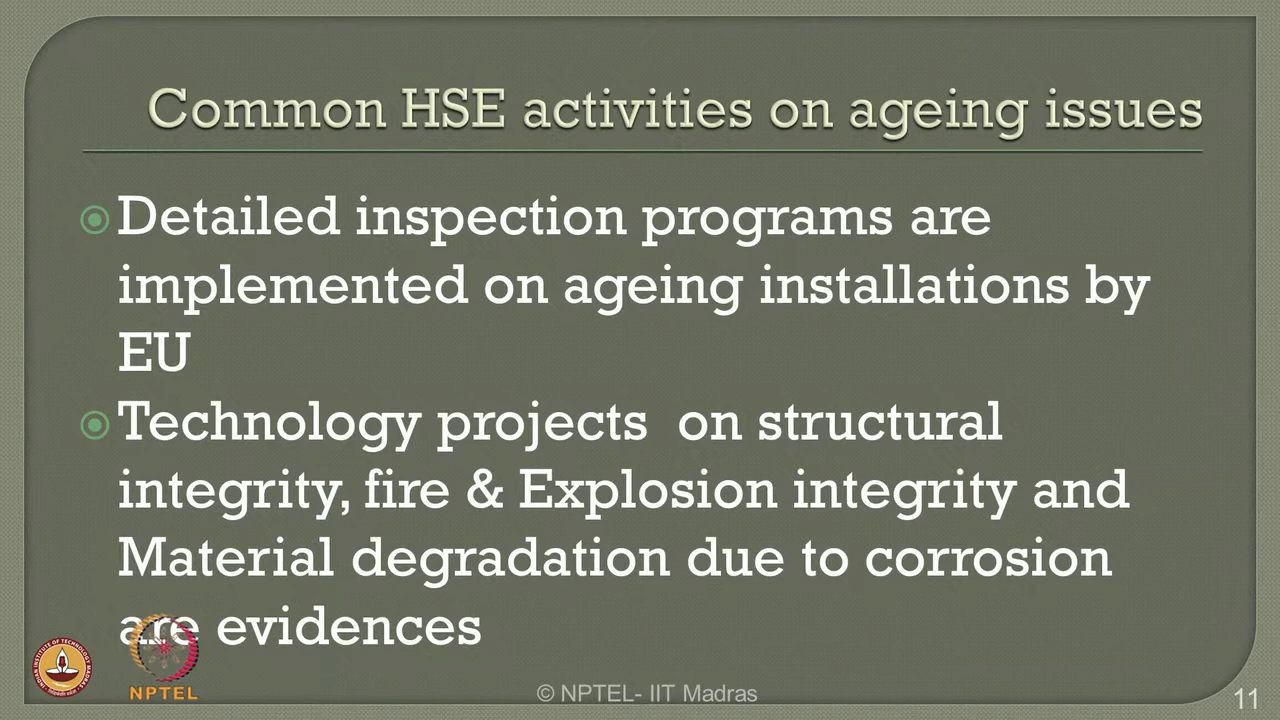 Common HSE activities on ageing issues
Detailed inspection programs are
implemented on ageing installations by
EU
Technology projects on structural
integrity, fire & Explosion integrity and
Material degradation due to corrosion
are evidences
NPTEL
© NPTEL- IIT Madras
11